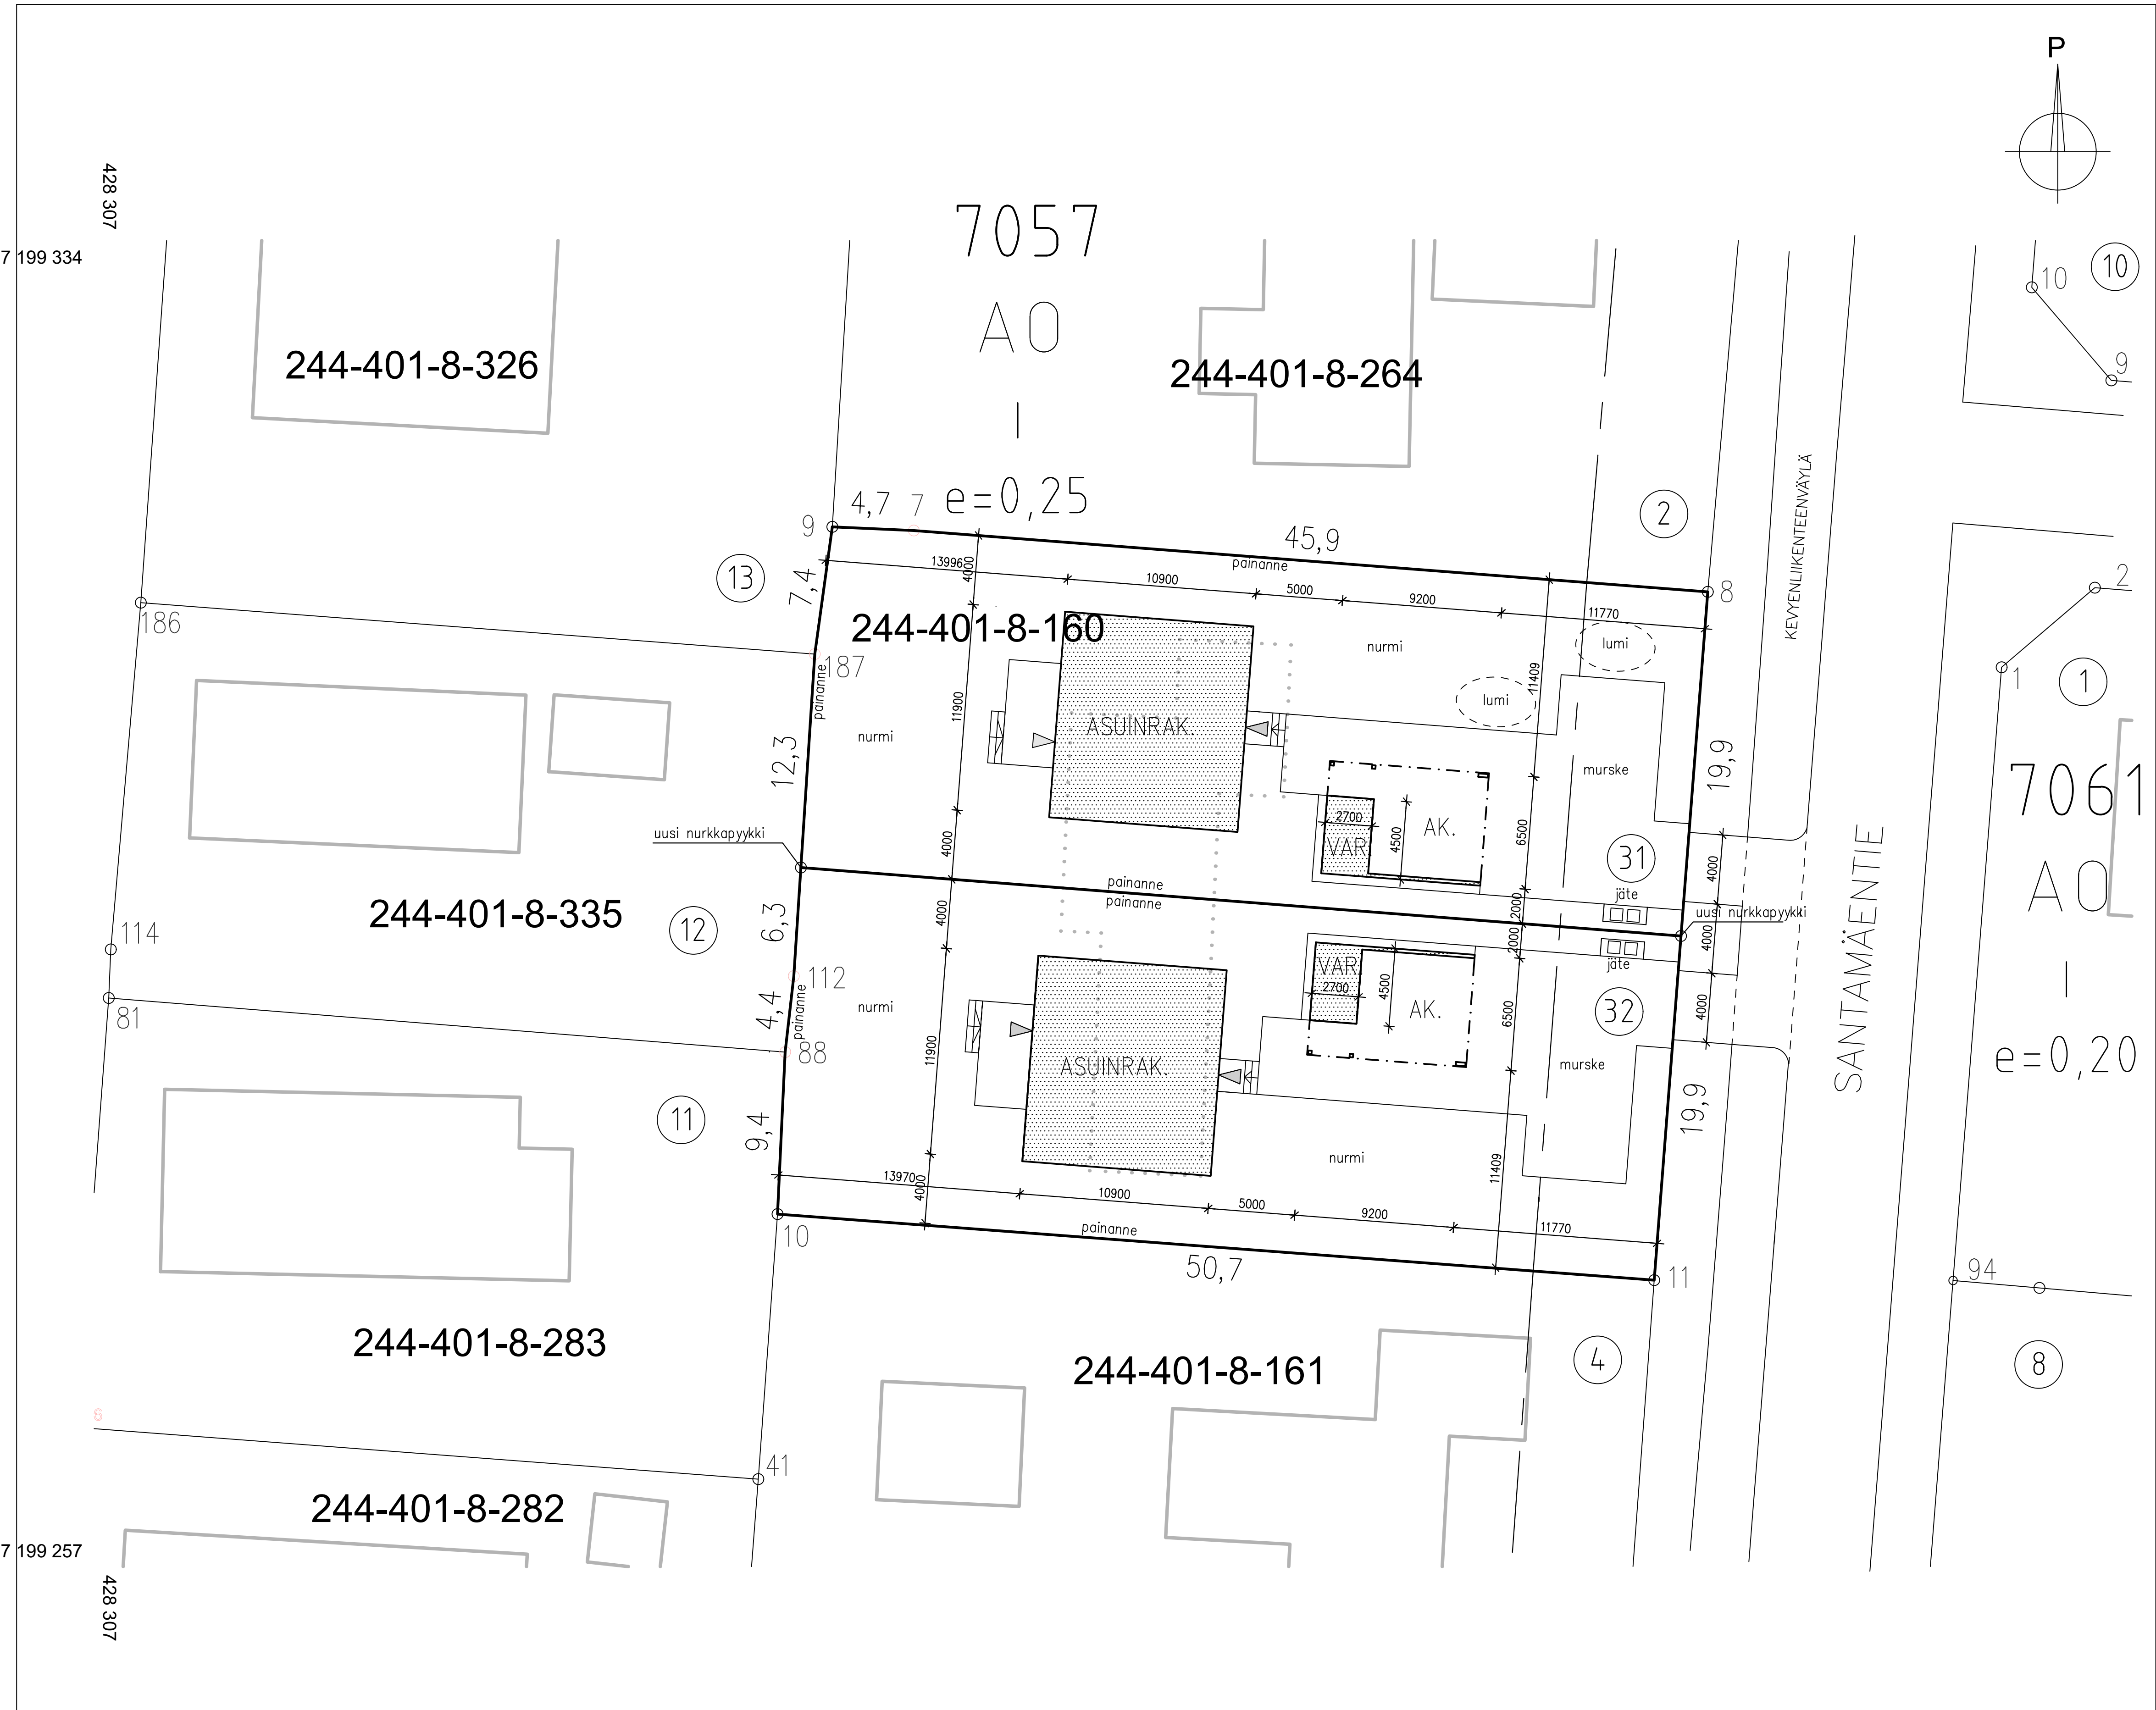 P
428 307
7 199 334
7057
AO
I
e=0,25
244-401-8-326
244-401-8-264
10
10
9
4,7
7
9
45,9
painanne
2
8
KEVYENLIIKENTEENVÄYLÄ
13
7,4
13996
4000
10900
5000
9200
11770
2
1
1
186
187
244-401-8-160
nurmi
lumi
lumi
11409
painanne
11900
nurmi
ASUINRAK.
12,3
murske
19,9
7061
AO
I
e=0,20
uusi nurkkapyykki
4000
2700
4500
VAR.
AK.
6500
31
4000
painanne
painanne
2000
jäte
uusi nurkkapyykki
244-401-8-335
12
6,3
4000
2000
4000
SANTAMÄENTIE
114
81
112
4,4
painanne
88
nurmi
VAR.
2700
4500
AK.
6500
jäte
32
4000
11900
ASUINRAK.
murske
11
9,4
19,9
nurmi
11409
13970
4000
10900
5000
9200
11770
10
painanne
50,7
11
94
244-401-8-283
244-401-8-161
4
8
41
244-401-8-282
7 199 257
428 307